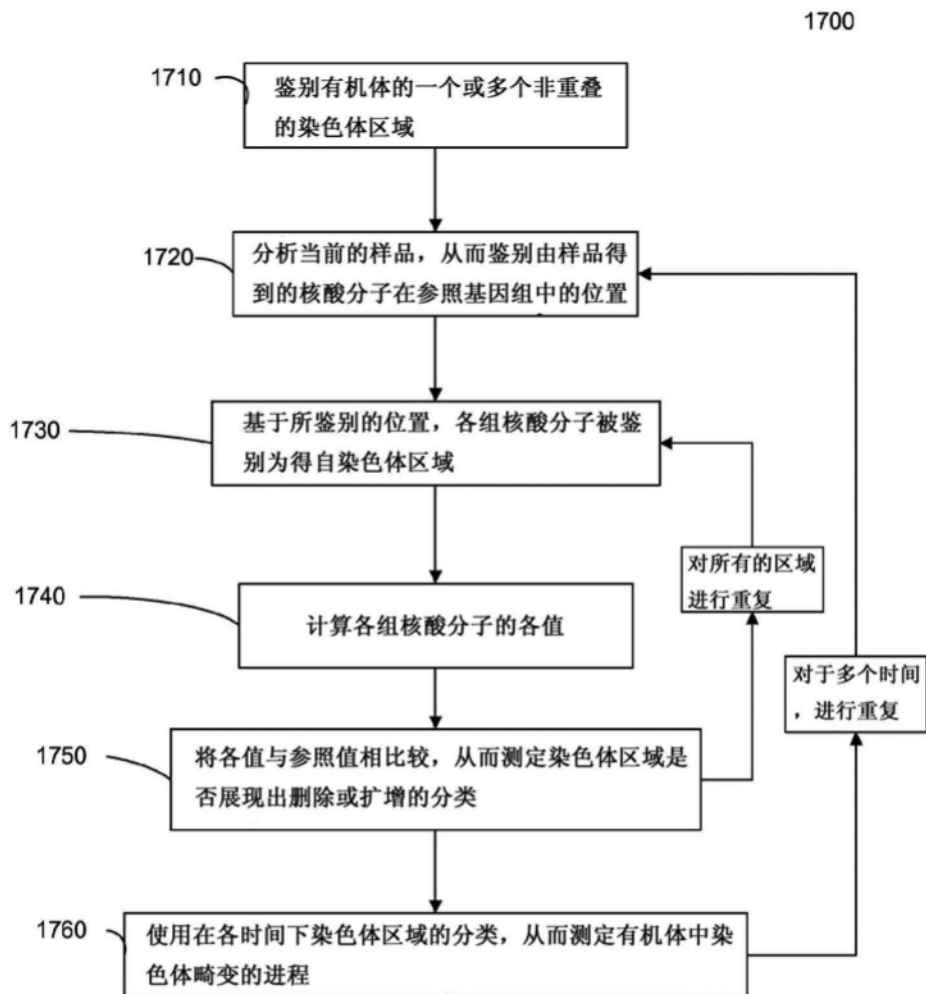 1700
1710
鉴别有机体的一个或多个非重叠
的染色体区域
1720
分析当前的样品，从而鉴别由样品得
到的核酸分子在参照基因组中的位置
1730
基于所鉴别的位置，各组核酸分子被鉴
别为得自染色体区域
对所有的区域
进行重复
1740
计算各组核酸分子的各值
对于多个时间
，进行重复
1750
将各值与参照值相比较，从而测定染色体区域是
否展现出删除或扩增的分类
1760
使用在各时间下染色体区域的分类，从而测定有机体中染
色体畸变的进程